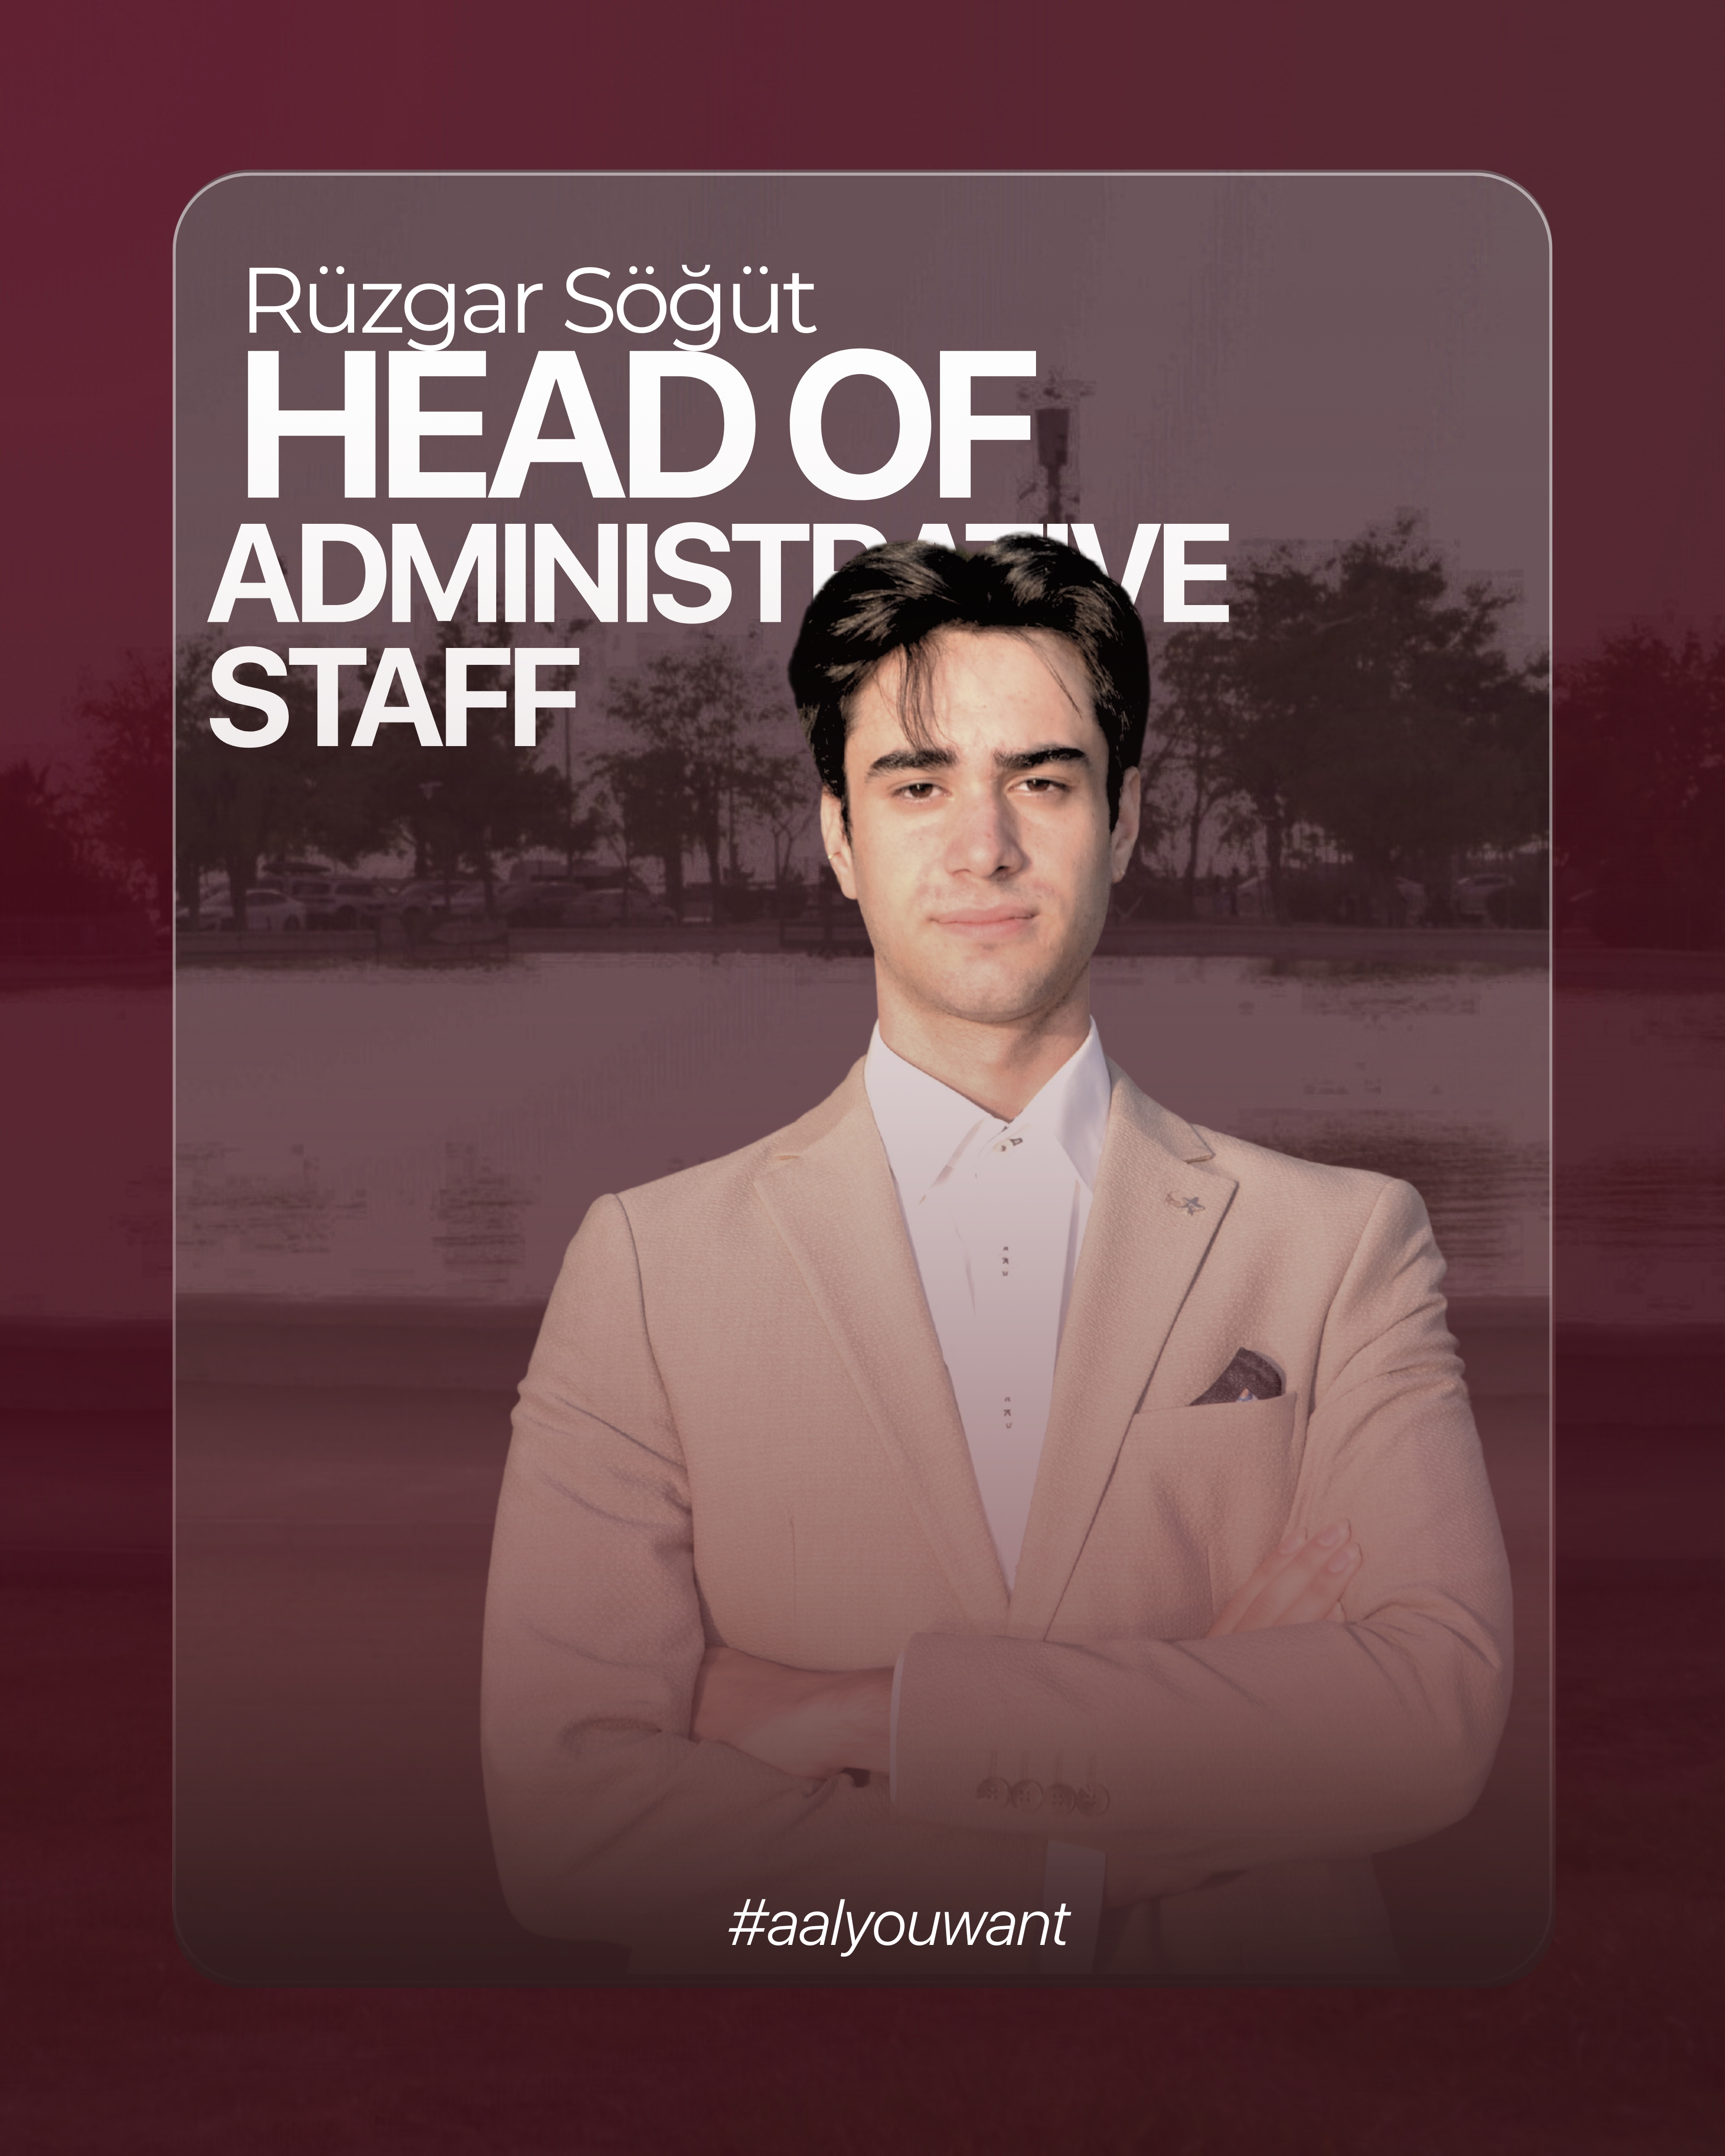 Rüzgar Söğüt
HEAD OF
ADMINISTRATIVE
STAFF
#aalyouwant